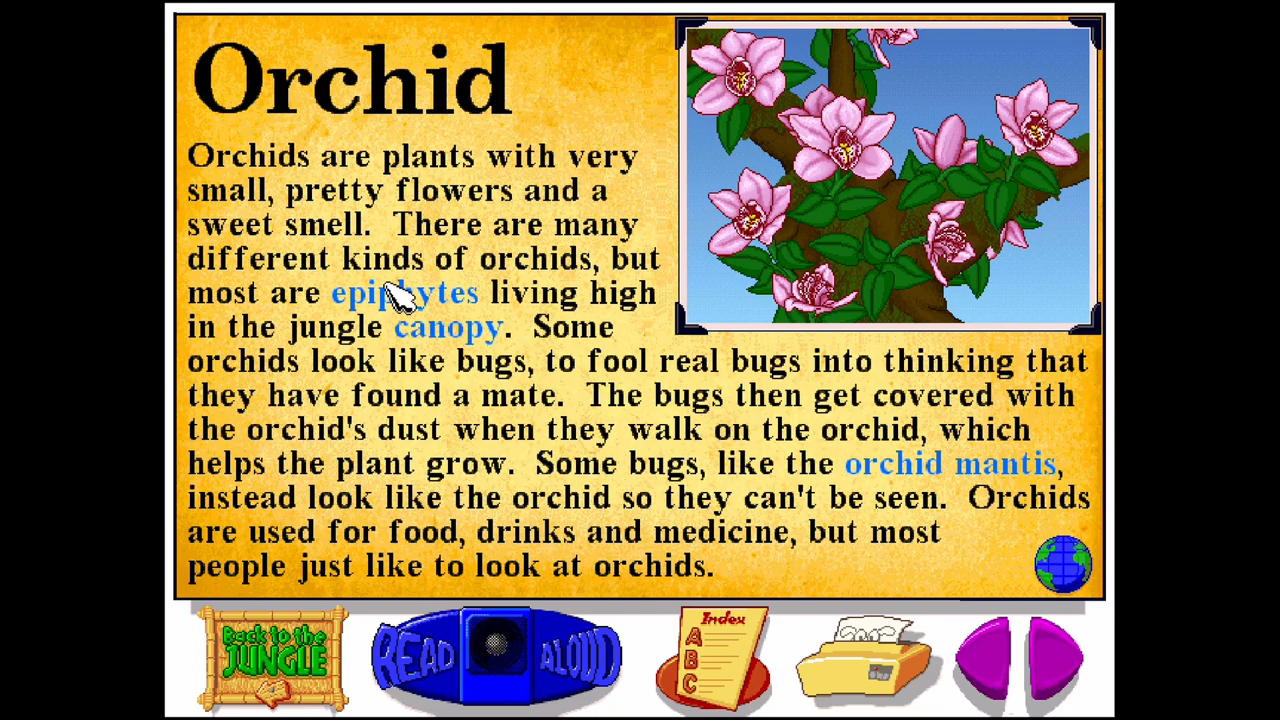 Orchid
Orchids are plants with very
small, pretty flowers and a
sweet smell.  There are many
different kinds of orchids, but
most are epiphytes living high
in the jungle canopy.  Some
orchids look like bugs, to fool real bugs into thinking that
they have found a mate.  The bugs then get covered with
the orchid's dust when they walk on the orchid, which
helps the plant grow.  Some bugs, like the orchid mantis,
instead look like the orchid so they can't be seen.  Orchids
are used for food, drinks and medicine, but most
people just like to look at orchids.
Back to the
JUNGLE
READ ALOUD
Index
A
B
C